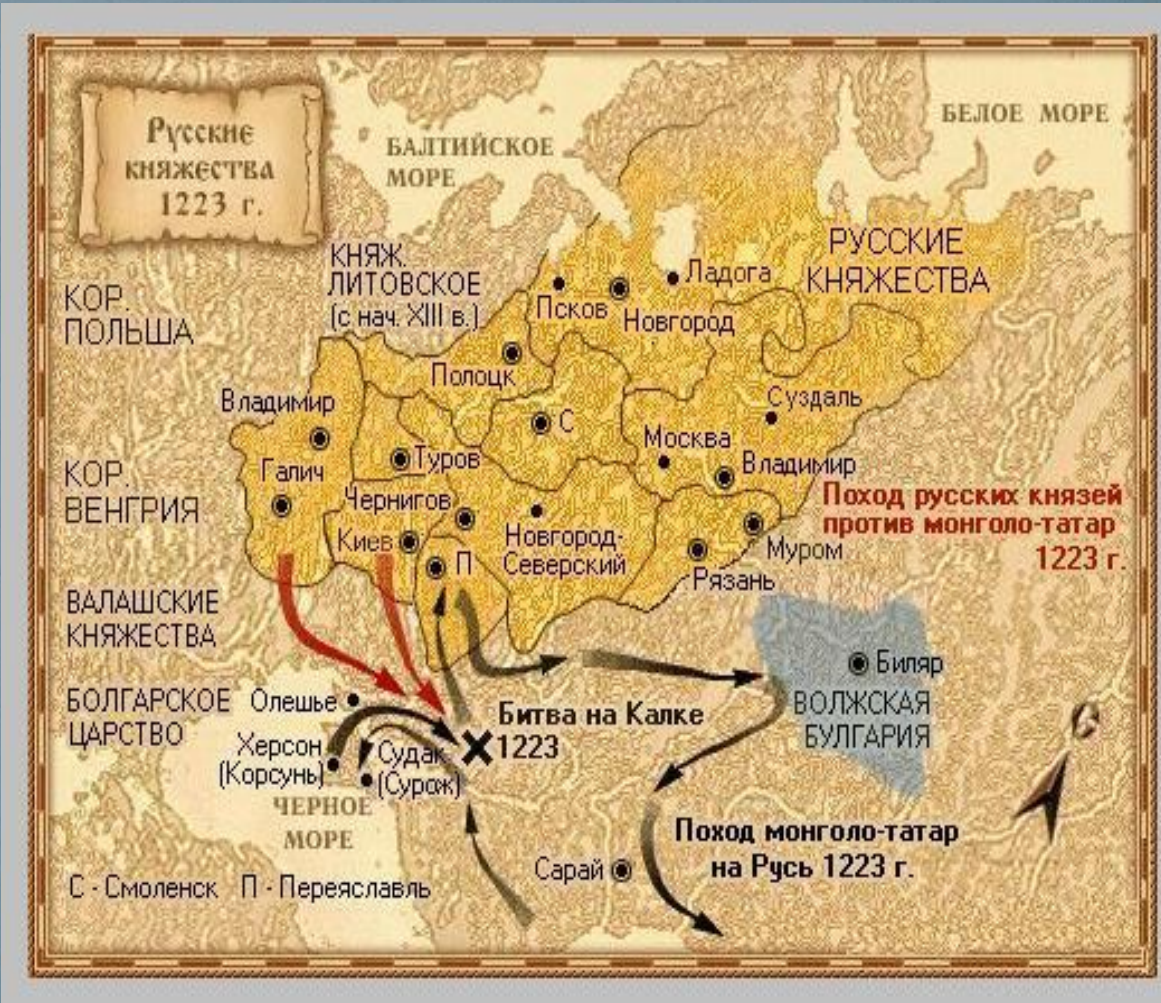 Русские
княжества
1223 г.
БАЛТИЙСКОЕ
МОРЕ
БЕЛОЕ МОРЕ
КНЯЖ.
ЛИТОВСКОЕ
(с нач. XIII в.)
РУССКИЕ
КНЯЖЕСТВА
КОР.
ПОЛЬША
Псков
Новгород
Ладога
Полоцк
Владимир
С
Суздаль
Москва
Галич
Туров
Владимир
КОР.
ВЕНГРИЯ
Чернигов
Поход русских князей
против монголо-татар
1223 г.
Киев
Новгород-
Северский
П
Муром
Рязань
ВАЛАШСКИЕ
КНЯЖЕСТВА
Биляр
БОЛГАРСКОЕ
ЦАРСТВО
Олешье
Битва на Калке
1223
ВОЛЖСКАЯ
БУЛГАРИЯ
Херсон
(Корсунь)
Судак
(Сурож)
ЧЕРНОЕ
МОРЕ
Поход монголо-татар
на Русь 1223 г.
Сарай
С - Смоленск П - Переяславль
С